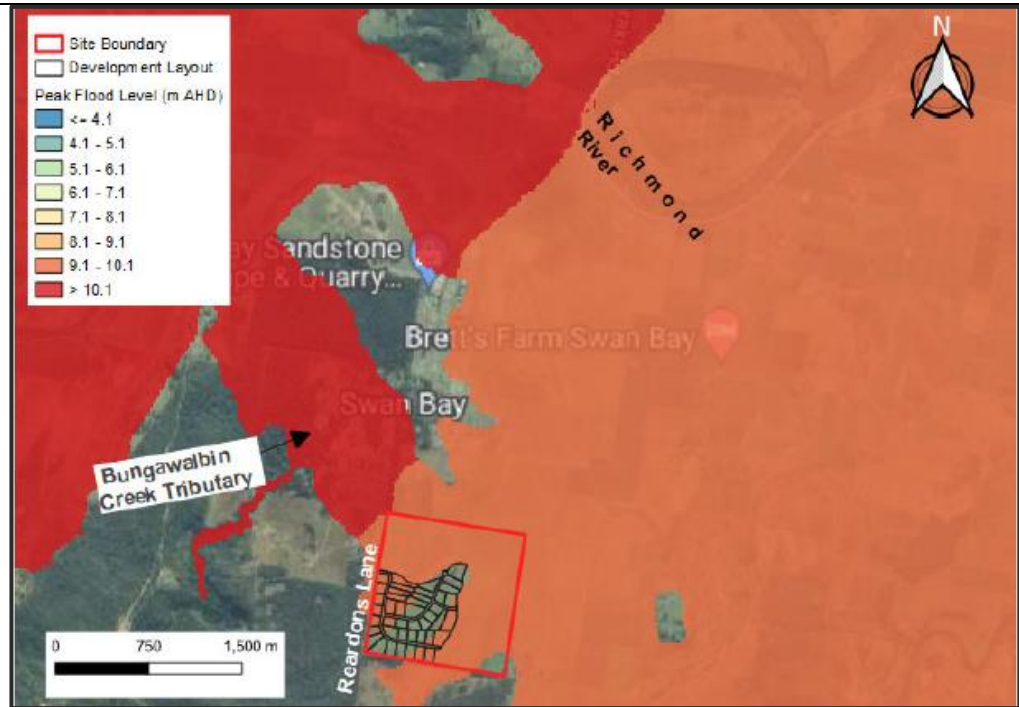 Site Boundary
Development Layout
Peak Flood Level (m AHD)
<= 4.1
4.1 - 5.1
5.1 - 6.1
6.1 - 7.1
7.1 - 8.1
8.1 - 9.1
9.1 - 10.1
> 10.1
N
Richmond
River
ay Sandstone
pe & Quarry...
Brett's Farm Swan Bay
Swan Bay
Bungawalbin
Creek Tributary
Reardons Lane
0 750 1,500 m